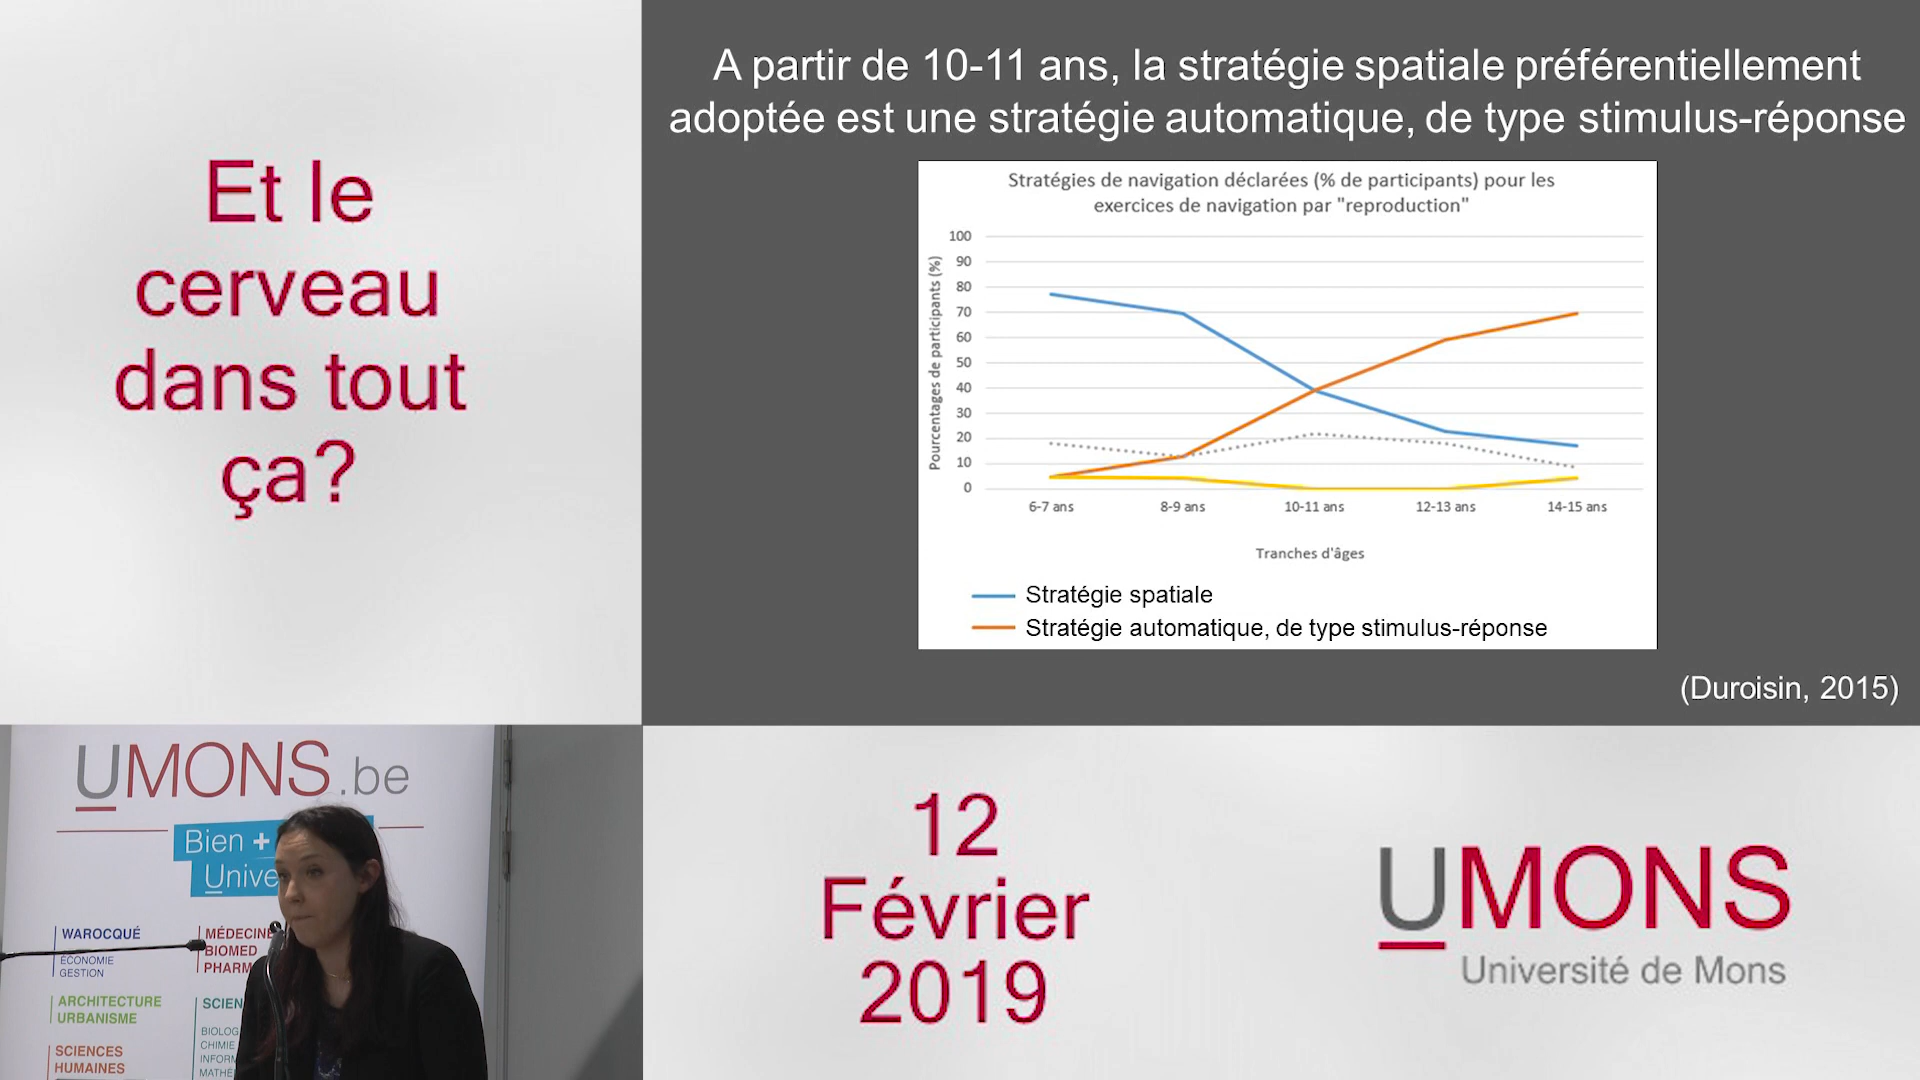 Et le
cerveau
dans tout
ça?
A partir de 10-11 ans, la stratégie spatiale préférentiellement
adoptée est une stratégie automatique, de type stimulus-réponse
Stratégies de navigation déclarées (% de participants) pour les
exercices de navigation par "reproduction"
Pourcentages de participants (%)
100
90
80
70
60
50
40
30
20
10
0
6-7 ans
8-9 ans
10-11 ans
12-13 ans
14-15 ans
Tranches d'âges
Stratégie spatiale
Stratégie automatique, de type stimulus-réponse
(Duroisin, 2015)
UMONS.be
Bien +
WAROCQUÉ
ÉCONOMIE
GESTION
ARCHITECTURE
URBANISME
SCIENCES
HUMAINES
MÉDECINE
BIOMED
12
Février
2019
UMONS
Université de Mons